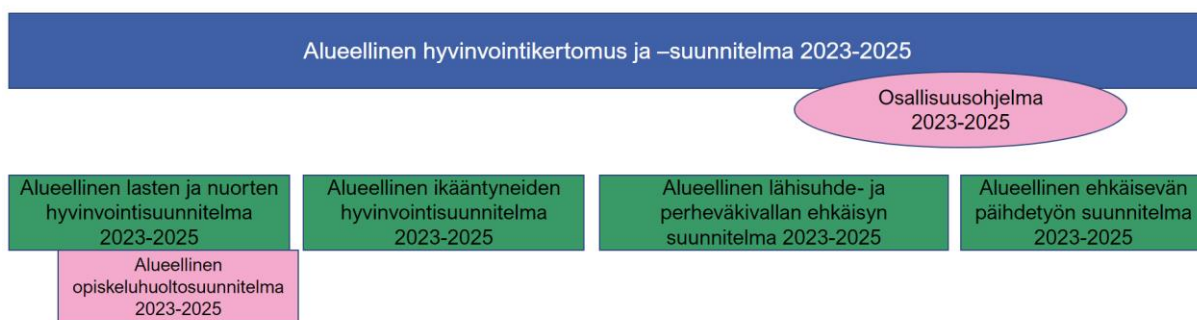 Alueellinen hyvinvointikertomus ja –suunnitelma 2023-2025
Osallisuusohjelma
2023-2025
Alueellinen lasten ja nuorten
hyvinvointisuunnitelma
2023-2025
Alueellinen
opiskeluhuoltosuunnitelma
2023-2025
Alueellinen ikääntyneiden
hyvinvointisuunnitelma
2023-2025
Alueellinen lähisuhde- ja
perheväkivallan ehkäisyn
suunnitelma 2023-2025
Alueellinen ehkäisevän
päihdetyön suunnitelma
2023-2025